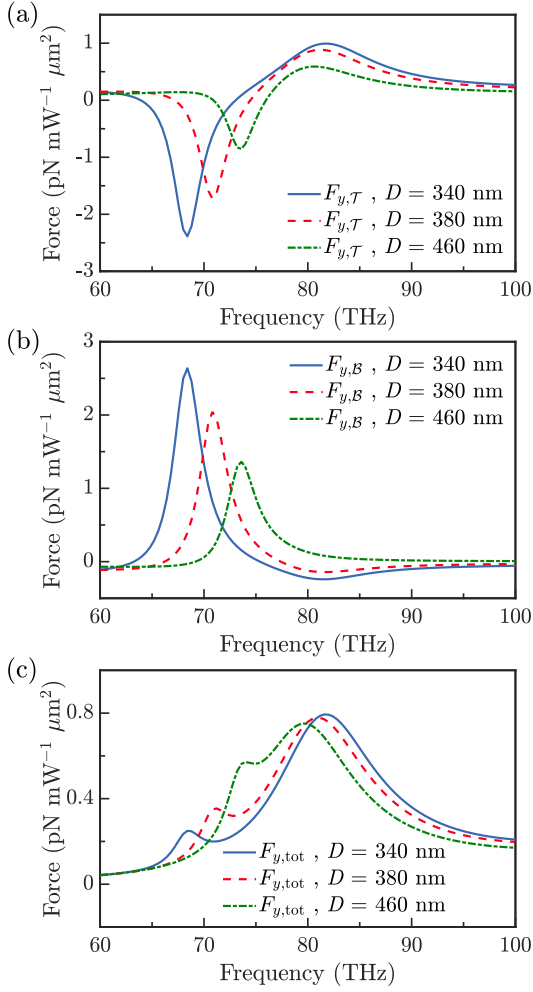 (a)
1
0
-1
-2
-3
Force (pN mW⁻¹ μm²)
F_{y,𝒯} , D = 340 nm
F_{y,𝒯} , D = 380 nm
F_{y,𝒯} , D = 460 nm
60 70 80 90 100
Frequency (THz)
(b)
3
2
1
0
Force (pN mW⁻¹ μm²)
F_{y,ℬ} , D = 340 nm
F_{y,ℬ} , D = 380 nm
F_{y,ℬ} , D = 460 nm
60 70 80 90 100
Frequency (THz)
(c)
0.8
0.4
0
Force (pN mW⁻¹ μm²)
F_{y,tot} , D = 340 nm
F_{y,tot} , D = 380 nm
F_{y,tot} , D = 460 nm
60 70 80 90 100
Frequency (THz)